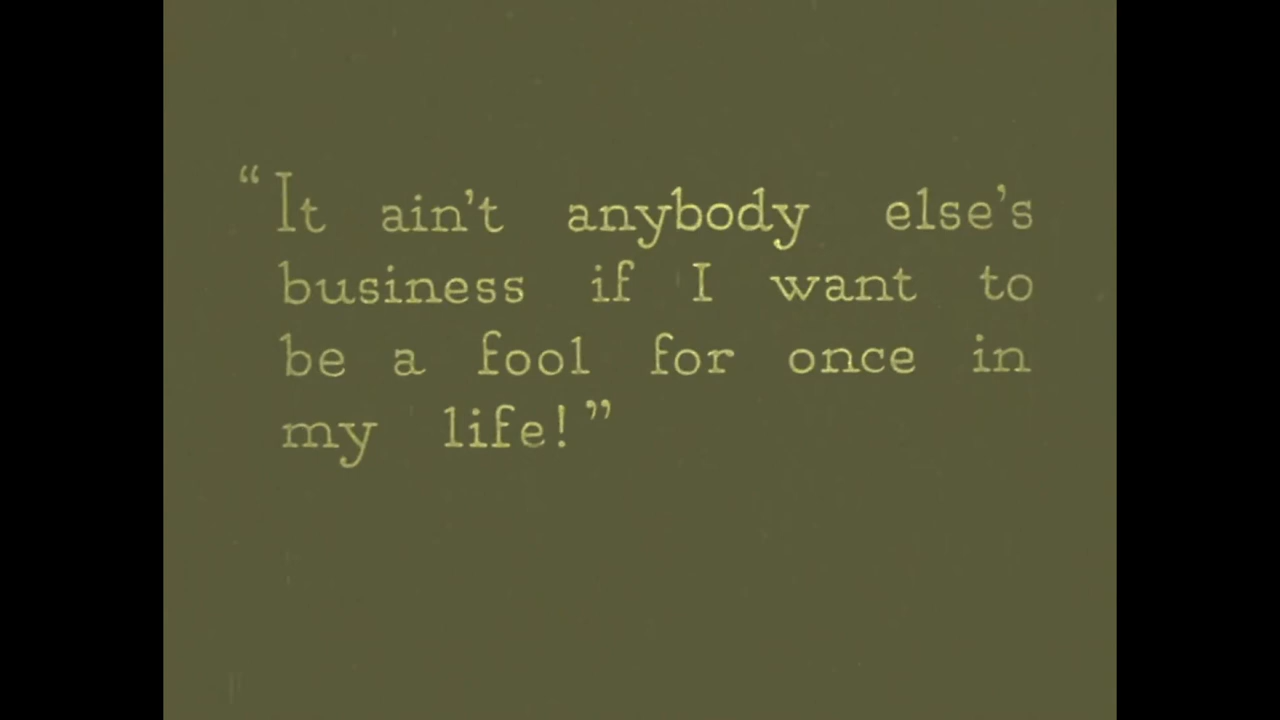 “It ain’t anybody else’s
business if I want to
be a fool for once in
my life!”